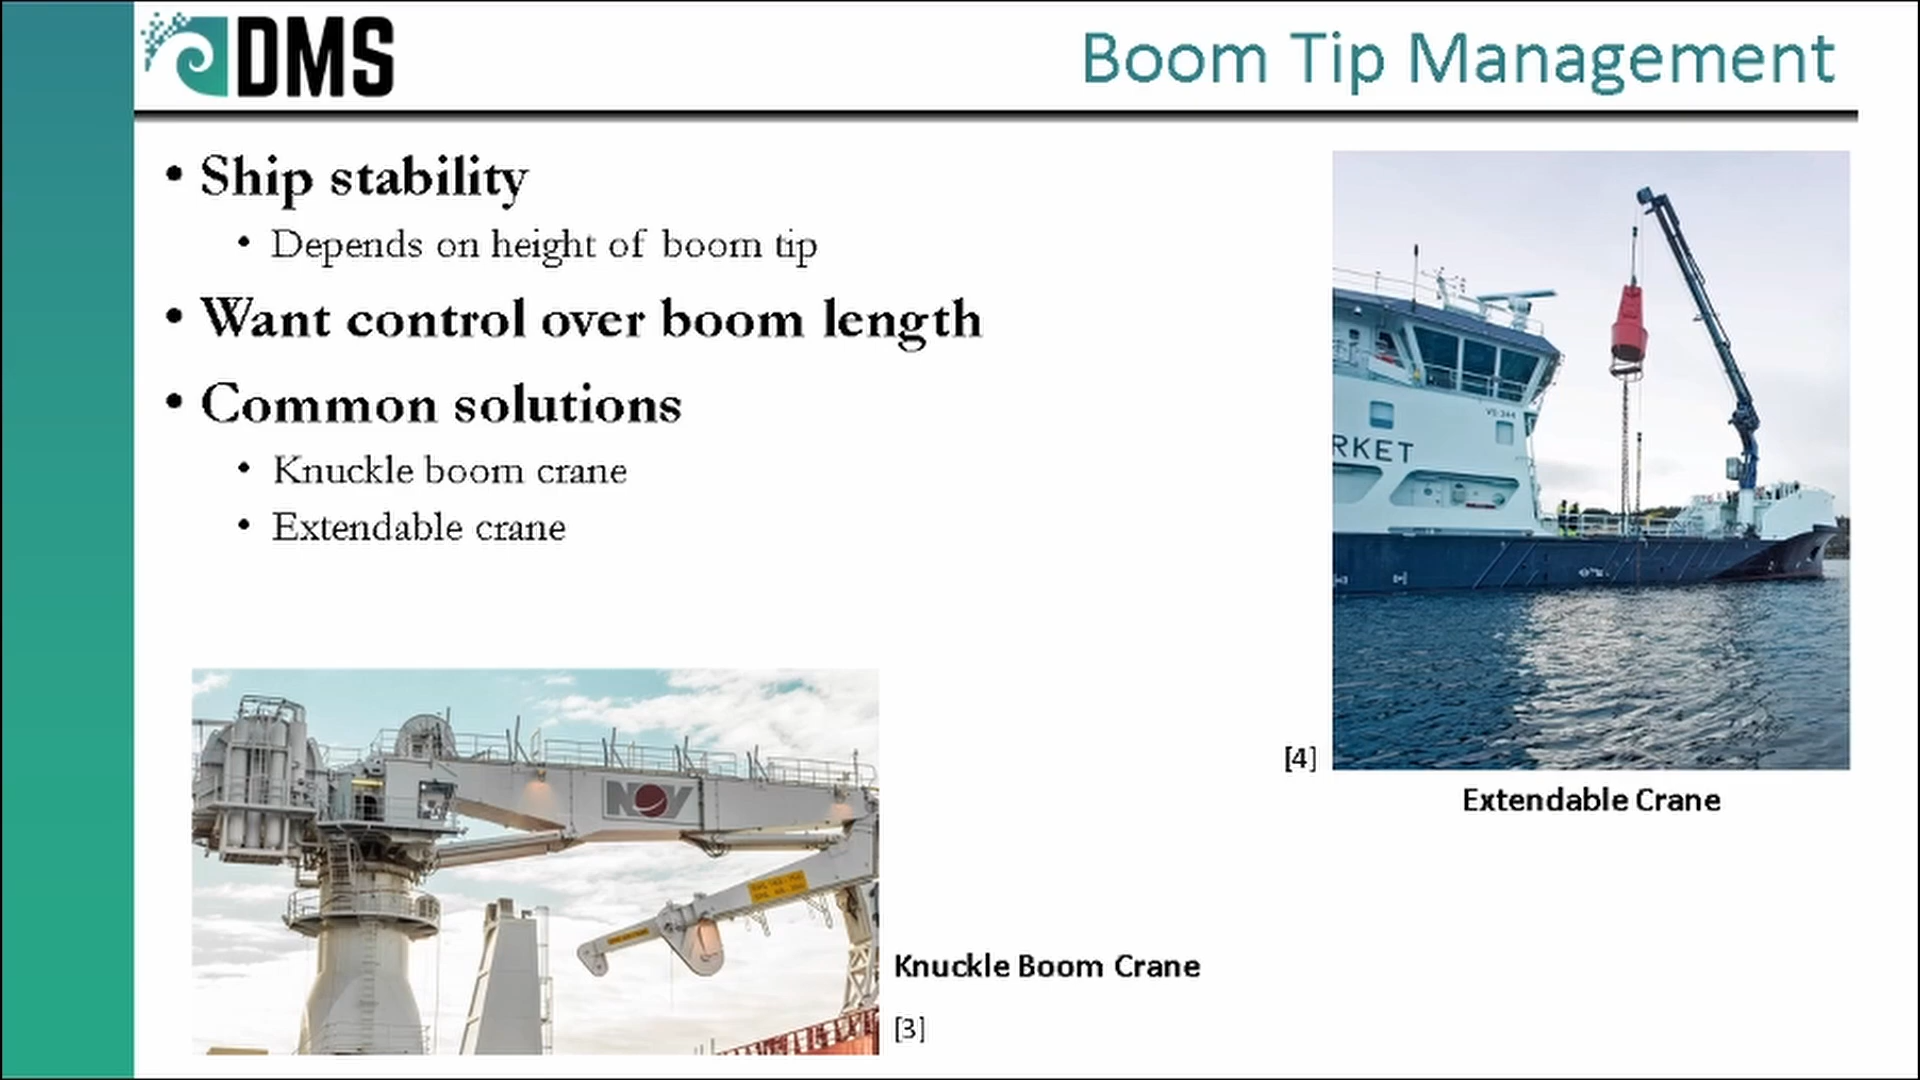 DMS
Boom Tip Management
• Ship stability
• Depends on height of boom tip
• Want control over boom length
• Common solutions
• Knuckle boom crane
• Extendable crane
RKET
[4]
Extendable Crane
NOV
Knuckle Boom Crane
[3]